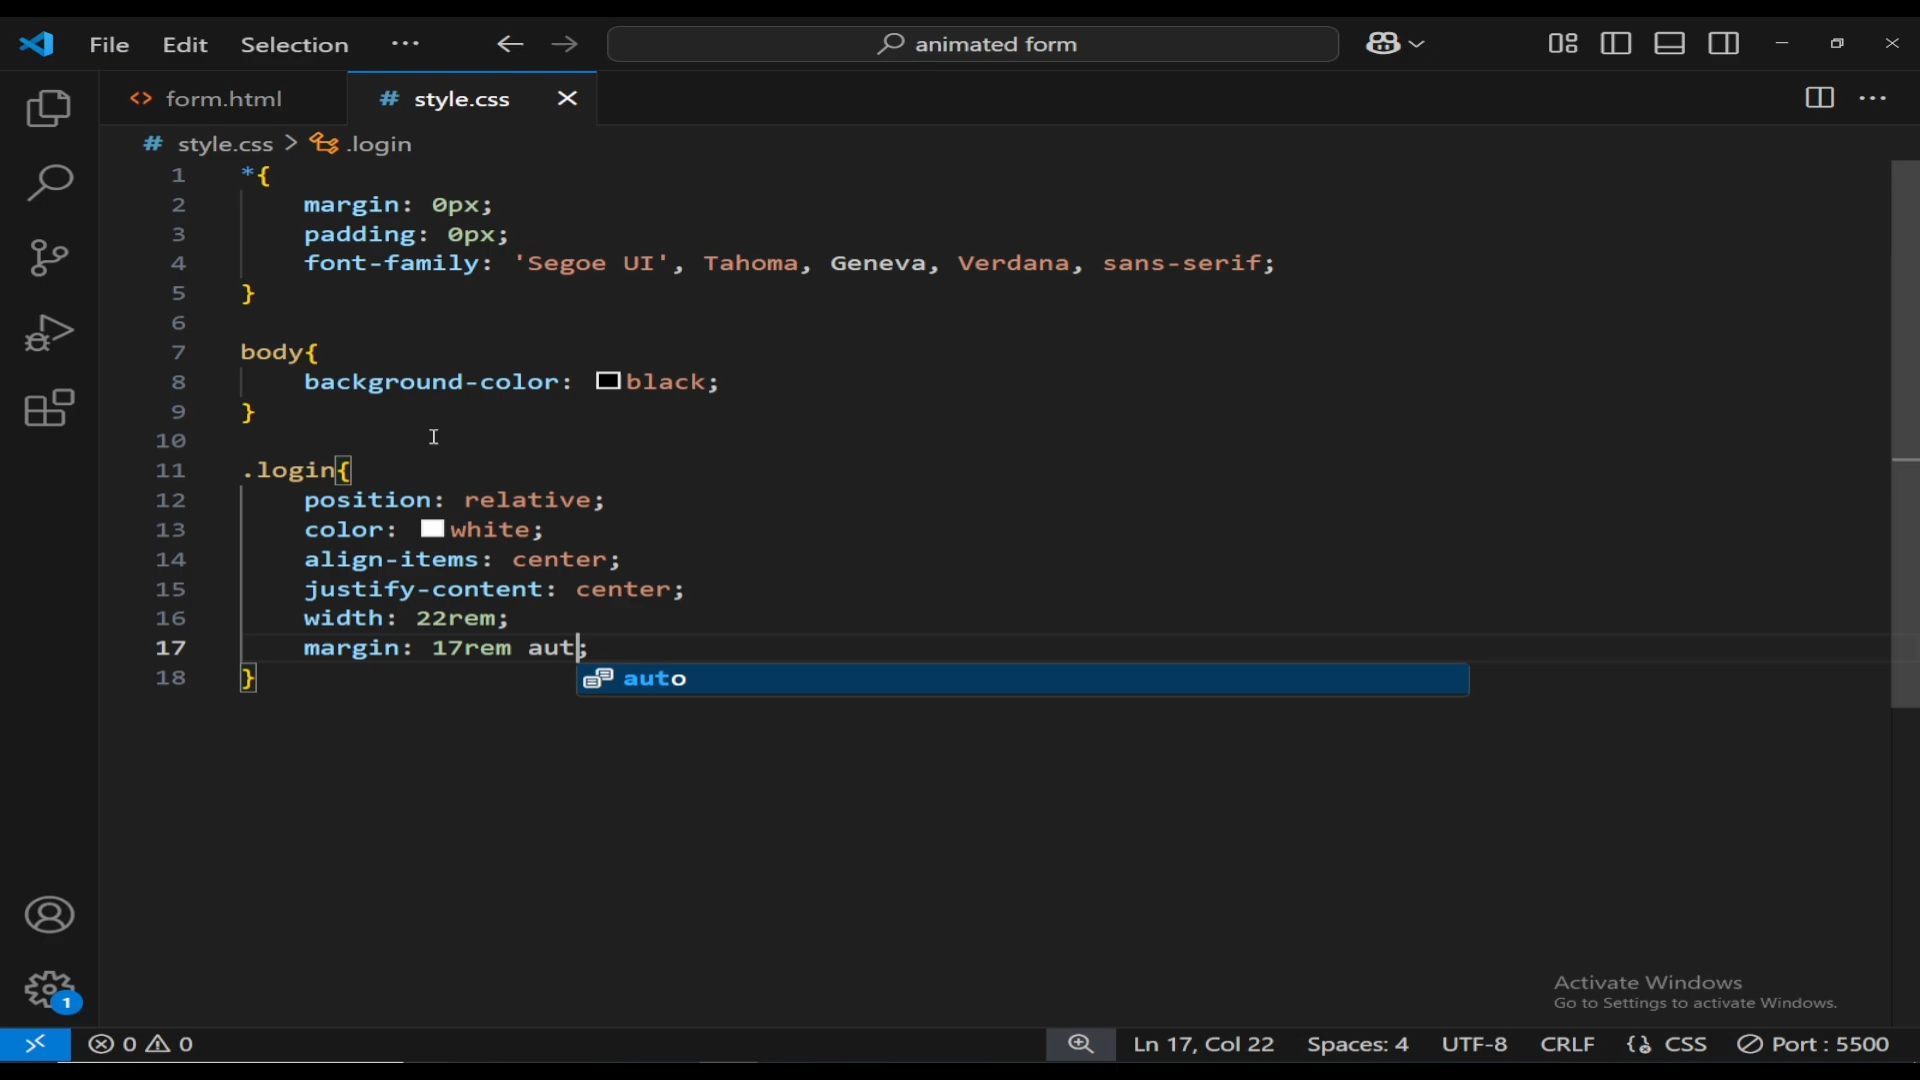 File Edit Selection ··· animated form
form.html # style.css
# style.css > .login
1 *{
2 margin: 0px;
3 padding: 0px;
4 font-family: 'Segoe UI', Tahoma, Geneva, Verdana, sans-serif;
5 }
6
7 body{
8 background-color: black;
9 }
10
11 .login{
12 position: relative;
13 color: white;
14 align-items: center;
15 justify-content: center;
16 width: 22rem;
17 margin: 17rem aut;
18 }
auto
Activate Windows
Go to Settings to activate Windows.
1
0 0 Ln 17, Col 22 Spaces: 4 UTF-8 CRLF CSS Port : 5500